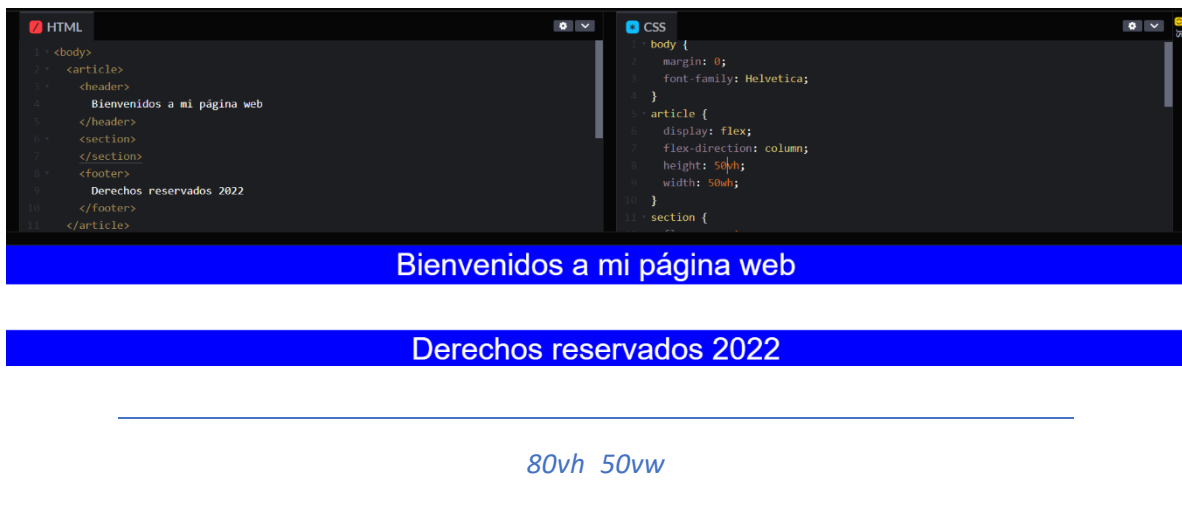 HTML
1 <body>
2 <article>
3 <header>
4 Bienvenidos a mi página web
5 </header>
6 <section>
7 </section>
8 <footer>
9 Derechos reservados 2022
10 </footer>
11 </article>
CSS
1 body {
2 margin: 0;
3 font-family: Helvetica;
4 }
5 article {
6 display: flex;
7 flex-direction: column;
8 height: 50vh;
9 width: 50wh;
10 }
11 section {
Bienvenidos a mi página web
Derechos reservados 2022
80vh 50vw